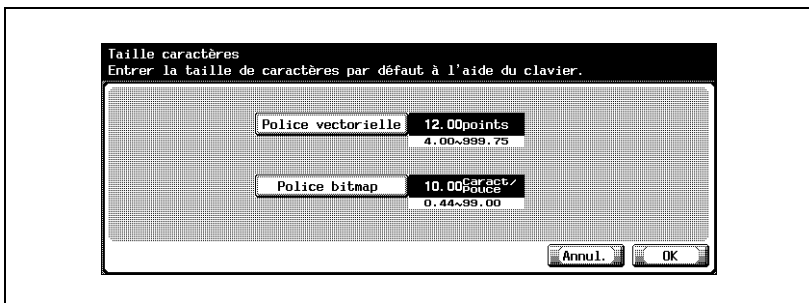 Taille caractères
Entrer la taille de caractères par défaut à l'aide du clavier.
Police vectorielle 12.00points
4.00~999.75
Police bitmap 10.00Caract/Pouce
0.44~99.00
Annul. OK